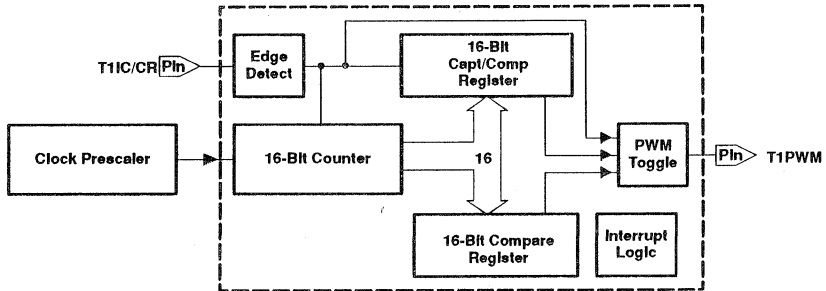 T1IC/CR
Pin
Edge
Detect
16-Bit
Capt/Comp
Register
Clock Prescaler
16-Bit Counter
16
PWM
Toggle
Pin
T1PWM
16-Bit Compare
Register
Interrupt
Logic